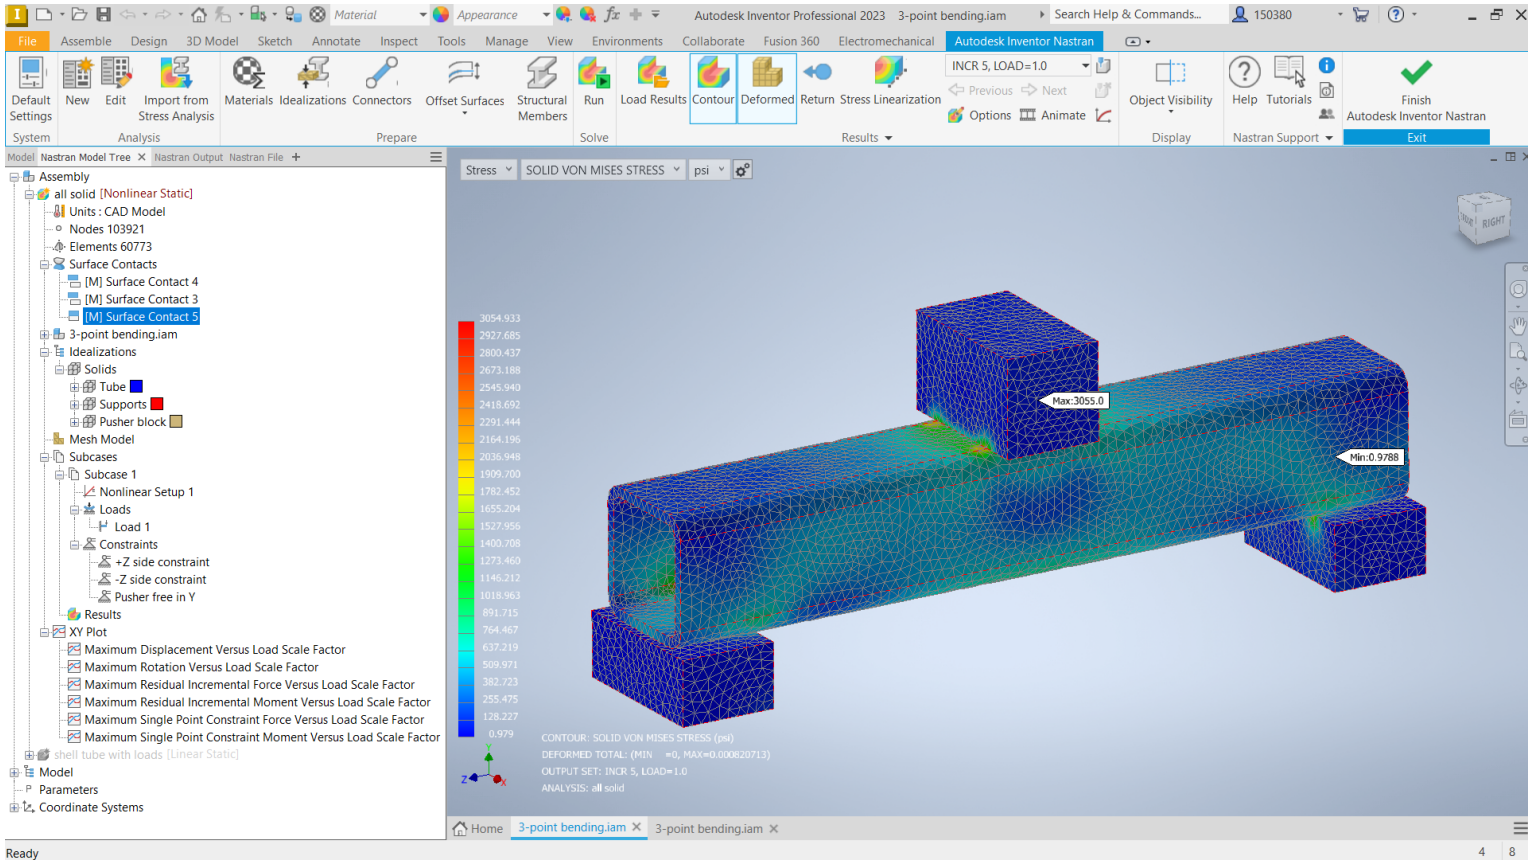 Material
Appearance
Autodesk Inventor Professional 2023 3-point bending.iam
Search Help & Commands...
150380
File Assemble Design 3D Model Sketch Annotate Inspect Tools Manage View Environments Collaborate Fusion 360 Electromechanical Autodesk Inventor Nastran
INCR 5, LOAD=1.0
Previous Next
Options Animate
Default Settings
New Edit Import from Stress Analysis
Materials Idealizations Connectors Offset Surfaces Structural Members
Run
Load Results Contour Deformed Return Stress Linearization
Object Visibility
Help Tutorials
Finish Autodesk Inventor Nastran
System Analysis Prepare Solve Results Display Nastran Support Exit
Model Nastran Model Tree Nastran Output Nastran File +
Assembly
all solid [Nonlinear Static]
Units : CAD Model
Nodes 103921
Elements 60773
Surface Contacts
[M] Surface Contact 4
[M] Surface Contact 3
[M] Surface Contact 5
3-point bending.iam
Idealizations
Solids
Tube
Supports
Pusher block
Mesh Model
Subcases
Subcase 1
Nonlinear Setup 1
Loads
Load 1
Constraints
+Z side constraint
-Z side constraint
Pusher free in Y
Results
XY Plot
Maximum Displacement Versus Load Scale Factor
Maximum Rotation Versus Load Scale Factor
Maximum Residual Incremental Force Versus Load Scale Factor
Maximum Residual Incremental Moment Versus Load Scale Factor
Maximum Single Point Constraint Force Versus Load Scale Factor
Maximum Single Point Constraint Moment Versus Load Scale Factor
shell tube with loads [Linear Static]
Model
Parameters
Coordinate Systems
Stress SOLID VON MISES STRESS psi
RIGHT
3054.933
2927.685
2800.437
2673.188
2545.940
2418.692
2291.444
2164.196
2036.948
1909.700
1782.452
1655.204
1527.956
1400.708
1273.460
1146.212
1018.963
891.715
764.467
637.219
509.971
382.723
255.475
128.227
0.979
Max:3055.0
Min:0.9788
Y
Z
X
CONTOUR: SOLID VON MISES STRESS (psi)
DEFORMED TOTAL: (MIN =0, MAX=0.000820713)
OUTPUT SET: INCR 5, LOAD=1.0
ANALYSIS: all solid
Home 3-point bending.iam 3-point bending.iam
Ready
4 8